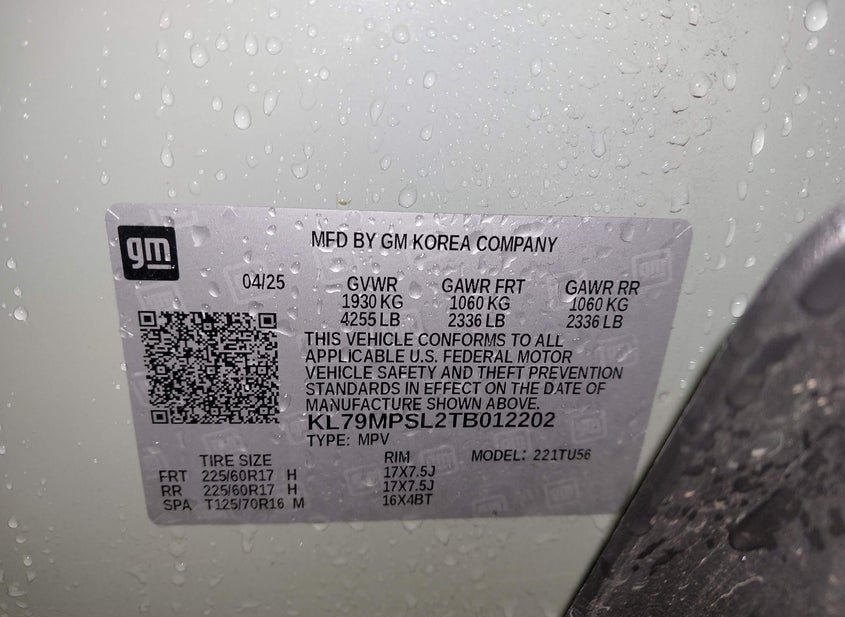 gm
MFD BY GM KOREA COMPANY
04/25
GVWR GAWR FRT GAWR RR
1930 KG 1060 KG 1060 KG
4255 LB 2336 LB 2336 LB
THIS VEHICLE CONFORMS TO ALL
APPLICABLE U.S. FEDERAL MOTOR
VEHICLE SAFETY AND THEFT PREVENTION
STANDARDS IN EFFECT ON THE DATE OF
MANUFACTURE SHOWN ABOVE.
KL79MPSL2TB012202
TYPE: MPV
TIRE SIZE RIM MODEL: 221TU56
FRT 225/60R17 H 17X7.5J
RR 225/60R17 H 17X7.5J
SPA T125/70R16 M 16X4BT